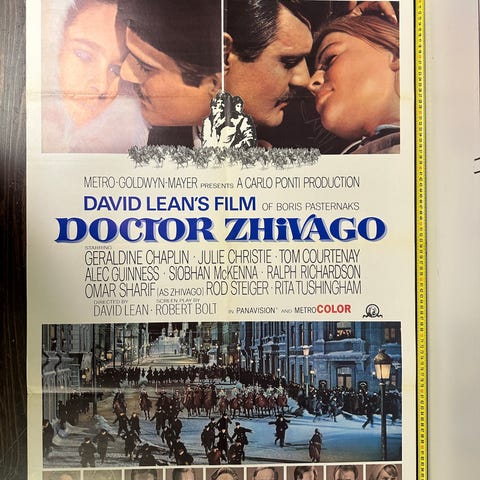 METRO-GOLDWYN-MAYER PRESENTS A CARLO PONTI PRODUCTION
DAVID LEAN'S FILM OF BORIS PASTERNAK'S
DOCTOR ZHIVAGO
STARRING
GERALDINE CHAPLIN · JULIE CHRISTIE · TOM COURTENAY
ALEC GUINNESS · SIOBHAN McKENNA · RALPH RICHARDSON
OMAR SHARIF (AS ZHIVAGO) ROD STEIGER · RITA TUSHINGHAM
DIRECTED BY SCREEN PLAY BY
DAVID LEAN · ROBERT BOLT IN PANAVISION® AND METROCOLOR